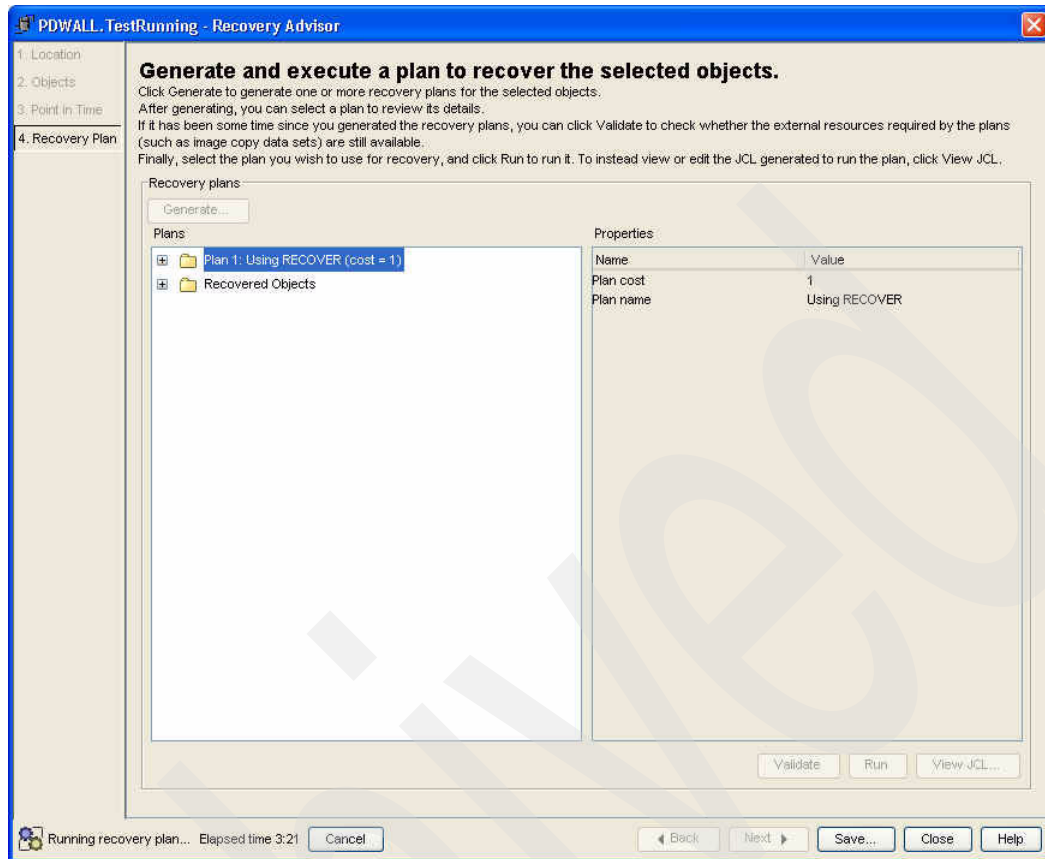 PDWALL.TestRunning - Recovery Advisor
1. Location
2. Objects
3. Point in Time
4. Recovery Plan
Generate and execute a plan to recover the selected objects.
Click Generate to generate one or more recovery plans for the selected objects.
After generating, you can select a plan to review its details.
If it has been some time since you generated the recovery plans, you can click Validate to check whether the external resources required by the plans
(such as image copy data sets) are still available.
Finally, select the plan you wish to use for recovery, and click Run to run it. To instead view or edit the JCL generated to run the plan, click View JCL.
Recovery plans
Generate...
Plans
Properties
Plan 1: Using RECOVER (cost = 1)
Recovered Objects
Name Value
Plan cost 1
Plan name Using RECOVER
Validate Run View JCL...
Running recovery plan... Elapsed time 3:21 Cancel Back Next Save... Close Help